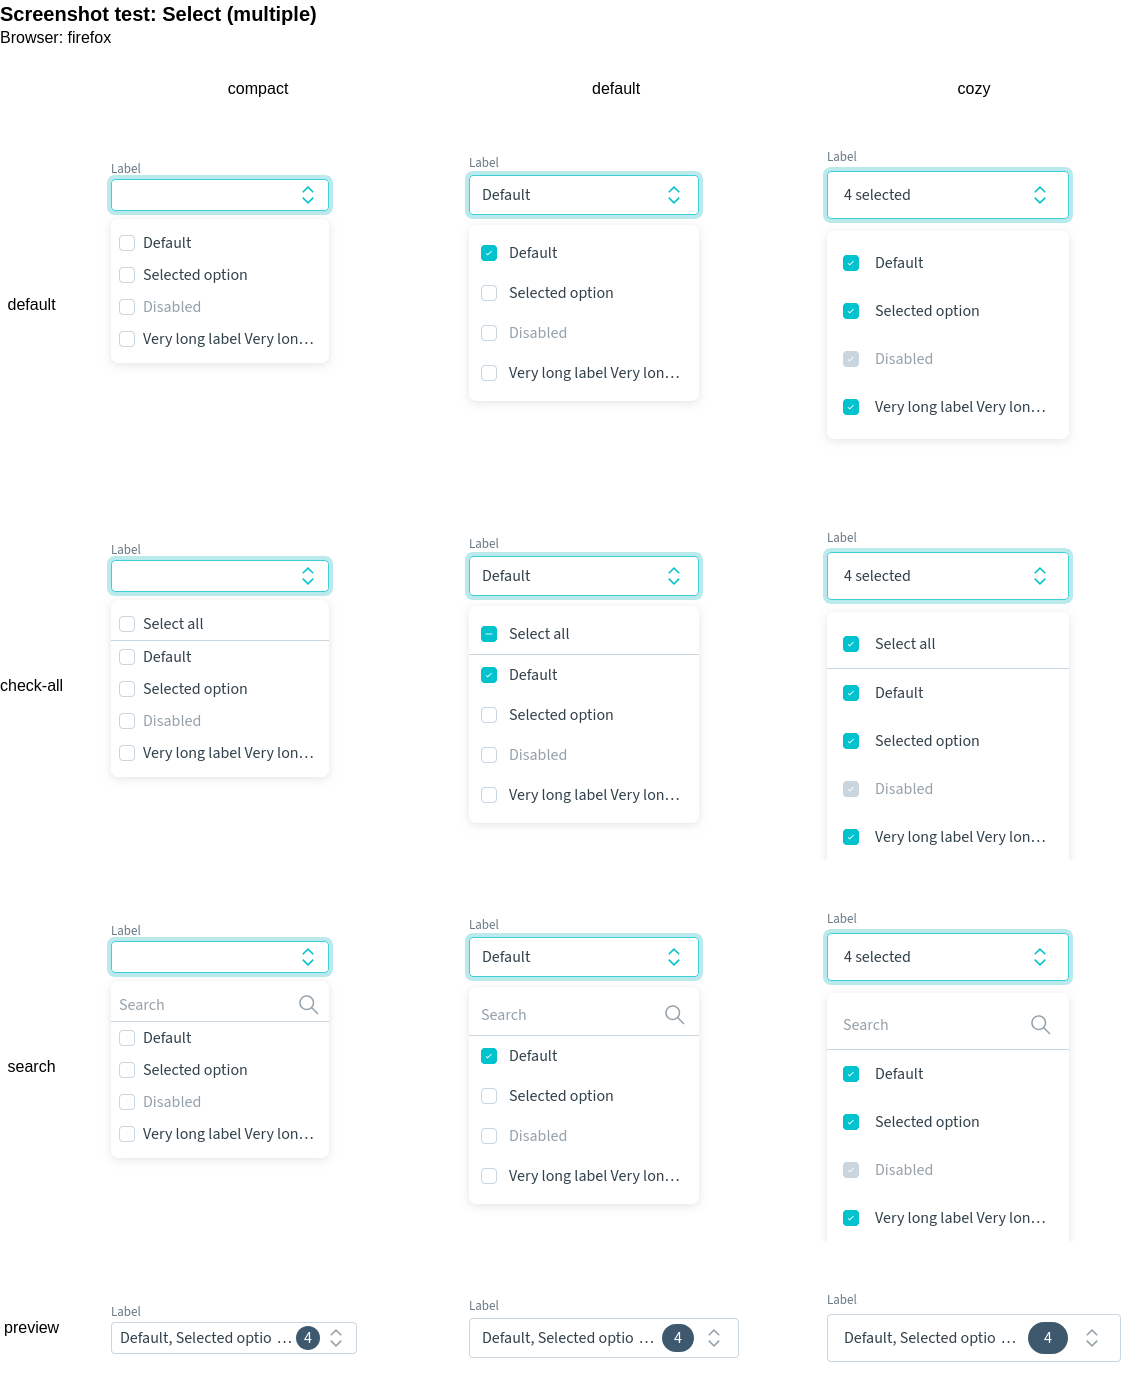 Screenshot test: Select (multiple)
Browser: firefox
compact default cozy
default
Label
Default
Selected option
Disabled
Very long label Very lon…
Label
Default
Default
Selected option
Disabled
Very long label Very lon…
Label
4 selected
Default
Selected option
Disabled
Very long label Very lon…
check-all
Label
Select all
Default
Selected option
Disabled
Very long label Very lon…
Label
Default
Select all
Default
Selected option
Disabled
Very long label Very lon…
Label
4 selected
Select all
Default
Selected option
Disabled
Very long label Very lon…
search
Label
Search
Default
Selected option
Disabled
Very long label Very lon…
Label
Default
Search
Default
Selected option
Disabled
Very long label Very lon…
Label
4 selected
Search
Default
Selected option
Disabled
Very long label Very lon…
preview
Label
Default, Selected optio … 4
Label
Default, Selected optio … 4
Label
Default, Selected optio … 4